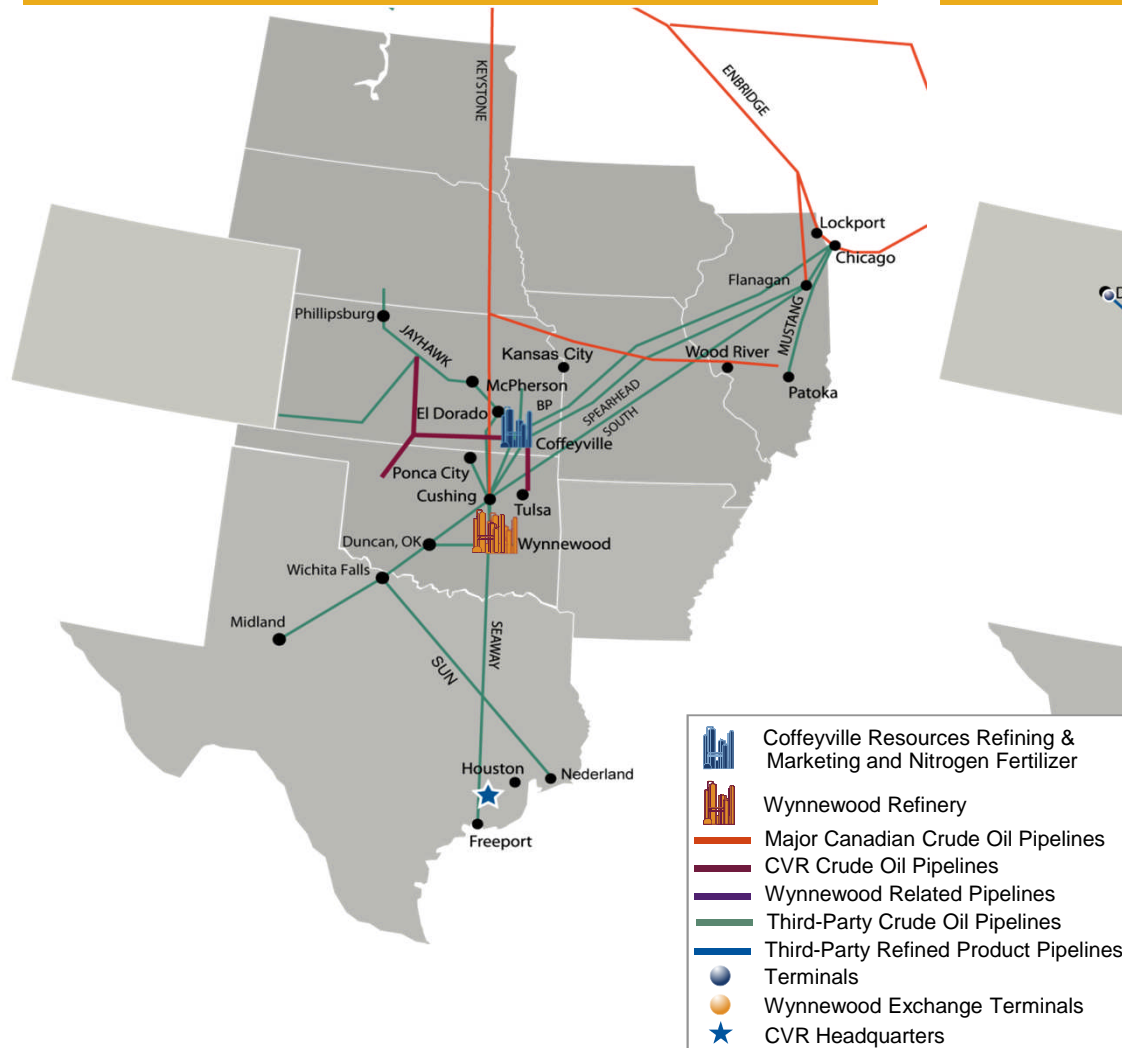 KEYSTONE
ENBRIDGE
Lockport
Chicago
Flanagan
MUSTANG
Phillipsburg
JAYHAWK
Kansas City
Wood River
McPherson
Patoka
El Dorado
BP
SPEARHEAD
SOUTH
Coffeyville
Ponca City
Cushing
Tulsa
Duncan, OK
Wynnewood
Wichita Falls
Midland
SEAWAY
SUN
Houston
Nederland
Freeport
Coffeyville Resources Refining &
Marketing and Nitrogen Fertilizer
Wynnewood Refinery
Major Canadian Crude Oil Pipelines
CVR Crude Oil Pipelines
Wynnewood Related Pipelines
Third-Party Crude Oil Pipelines
Third-Party Refined Product Pipelines
Terminals
Wynnewood Exchange Terminals
CVR Headquarters